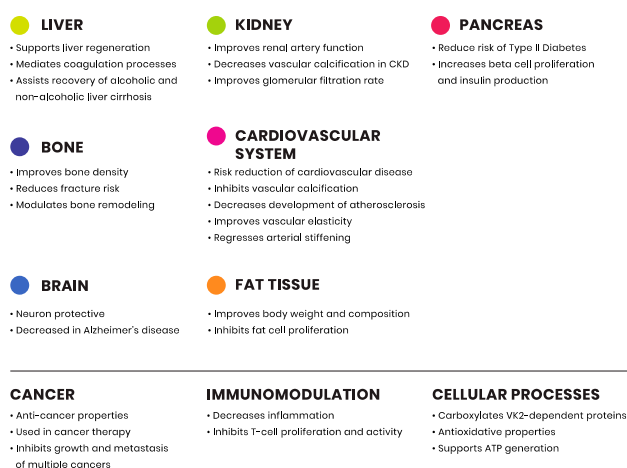 LIVER
• Supports liver regeneration
• Mediates coagulation processes
• Assists recovery of alcoholic and
non-alcoholic liver cirrhosis
KIDNEY
• Improves renal artery function
• Decreases vascular calcification in CKD
• Improves glomerular filtration rate
PANCREAS
• Reduce risk of Type II Diabetes
• Increases beta cell proliferation
and insulin production
BONE
• Improves bone density
• Reduces fracture risk
• Modulates bone remodeling
CARDIOVASCULAR
SYSTEM
• Risk reduction of cardiovascular disease
• Inhibits vascular calcification
• Decreases development of atherosclerosis
• Improves vascular elasticity
• Regresses arterial stiffening
BRAIN
• Neuron protective
• Decreased in Alzheimer's disease
FAT TISSUE
• Improves body weight and composition
• Inhibits fat cell proliferation
CANCER
• Anti-cancer properties
• Used in cancer therapy
• Inhibits growth and metastasis
of multiple cancers
IMMUNOMODULATION
• Decreases inflammation
• Inhibits T-cell proliferation and activity
CELLULAR PROCESSES
• Carboxylates VK2-dependent proteins
• Antioxidative properties
• Supports ATP generation